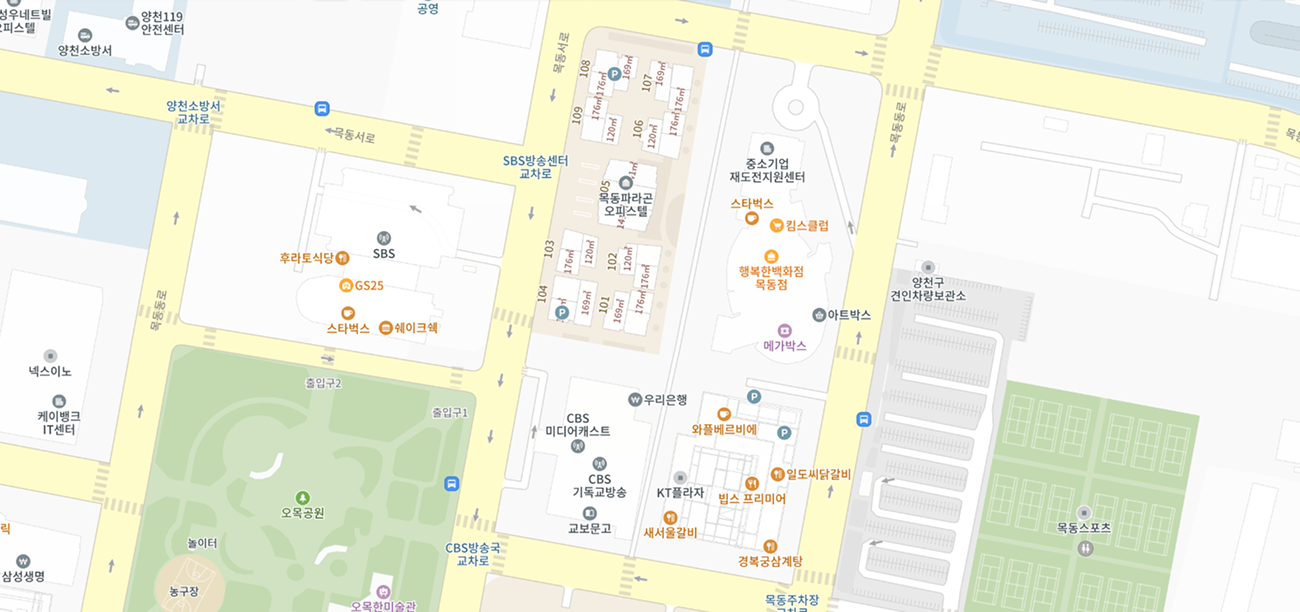 공영
양천119
안전센터
양천소방서
양천소방서
교차로
목동서로
목동서로
SBS방송센터
교차로
108
169㎡
176㎡
107
169㎡
176㎡
109
176㎡
120㎡
106
120㎡
176㎡
목동파라곤
오피스텔
103
176㎡
120㎡
102
120㎡
176㎡
104
169㎡
101
169㎡
176㎡
P
P
중소기업
재도전지원센터
스타벅스
킴스클럽
행복한백화점
목동점
아트박스
메가박스
목동동로
양천구
견인차량보관소
SBS
후라토식당
GS25
스타벅스
쉐이크쉑
목동동로
넥스이노
케이뱅크
IT센터
출입구2
출입구1
우리은행
CBS
미디어캐스트
CBS
기독교방송
교보문고
P
P
와플베르비에
일도씨닭갈비
KT플라자
빕스 프리미어
새서울갈비
경복궁삼계탕
목동스포츠
오목공원
놀이터
농구장
오목한미술관
CBS방송국
교차로
목동주차장
삼성생명